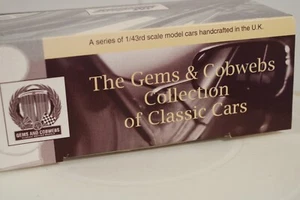 A series of 1/43rd scale model cars handcrafted in the U.K.
The Gems & Cobwebs
Collection
of Classic Cars
GEMS AND COBWEBS